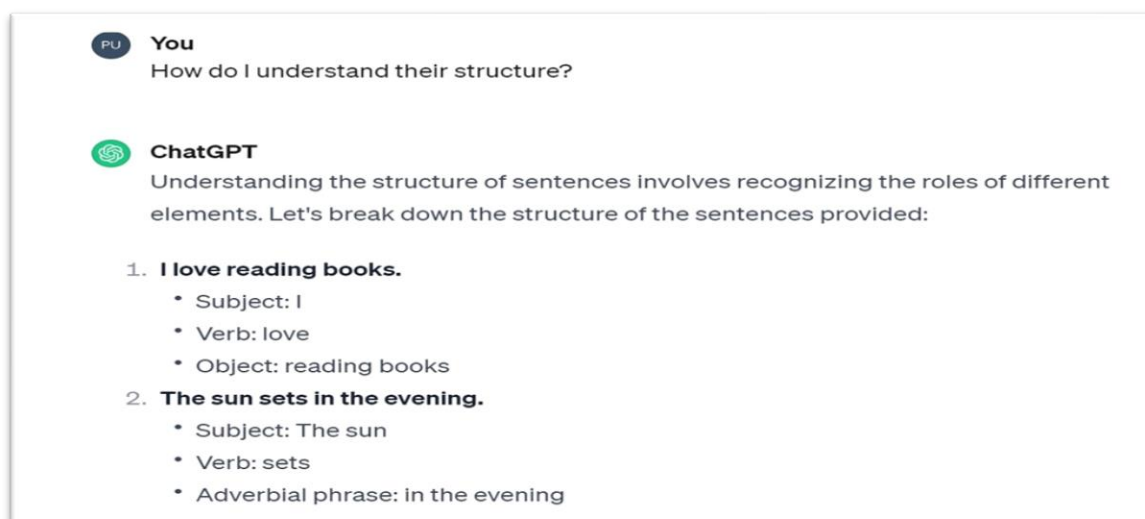 PU
You
How do I understand their structure?
ChatGPT
Understanding the structure of sentences involves recognizing the roles of different
elements. Let's break down the structure of the sentences provided:
1. I love reading books.
• Subject: I
• Verb: love
• Object: reading books
2. The sun sets in the evening.
• Subject: The sun
• Verb: sets
• Adverbial phrase: in the evening